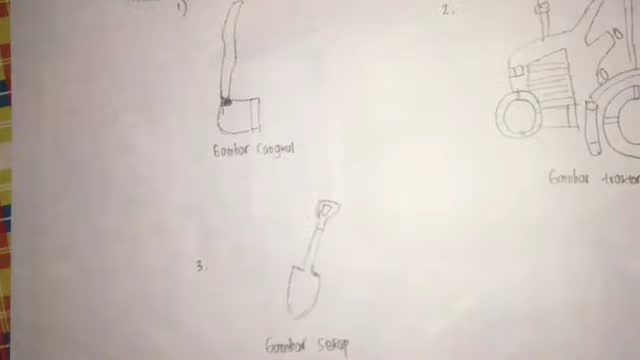 1)
2.
Gambar Cangkul
Gambar traktor
3.
Gambar Sekop